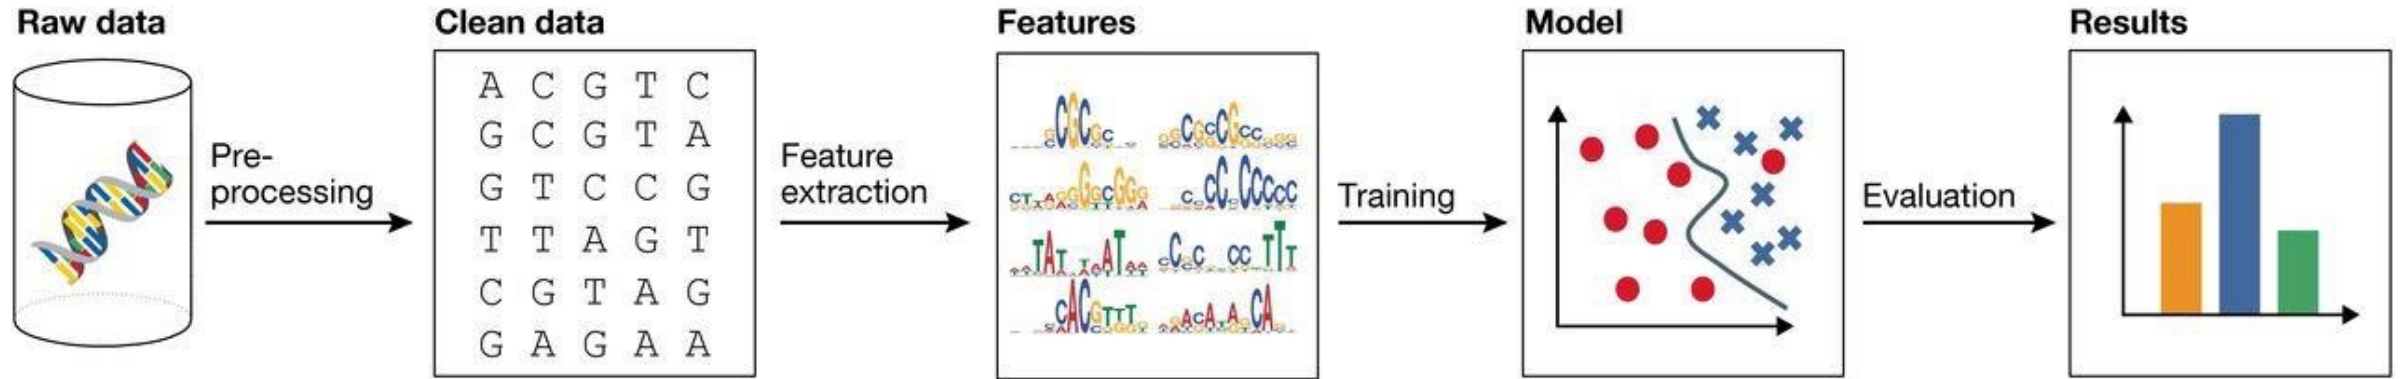 Raw data
Clean data
Features
Model
Results
Pre-
processing
A C G T C
G C G T A
G T C C G
T T A G T
C G T A G
G A G A A
Feature
extraction
Training
Evaluation